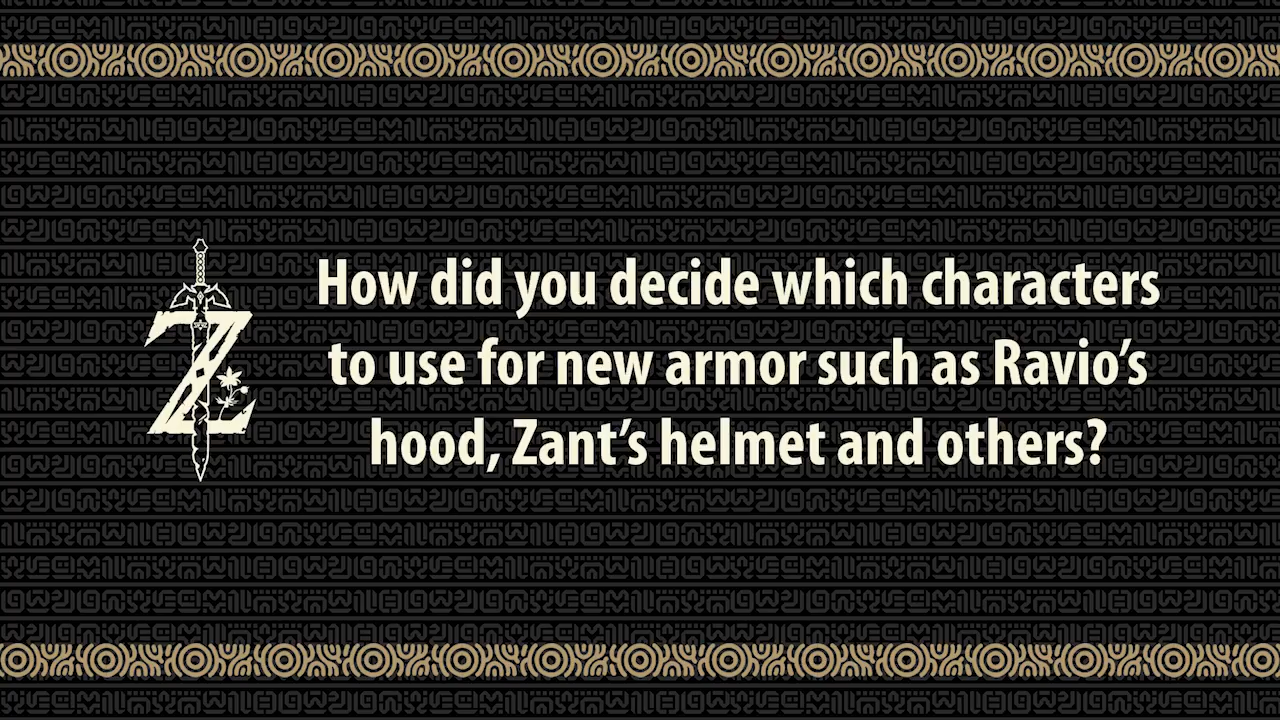 How did you decide which characters
to use for new armor such as Ravio’s
hood, Zant’s helmet and others?